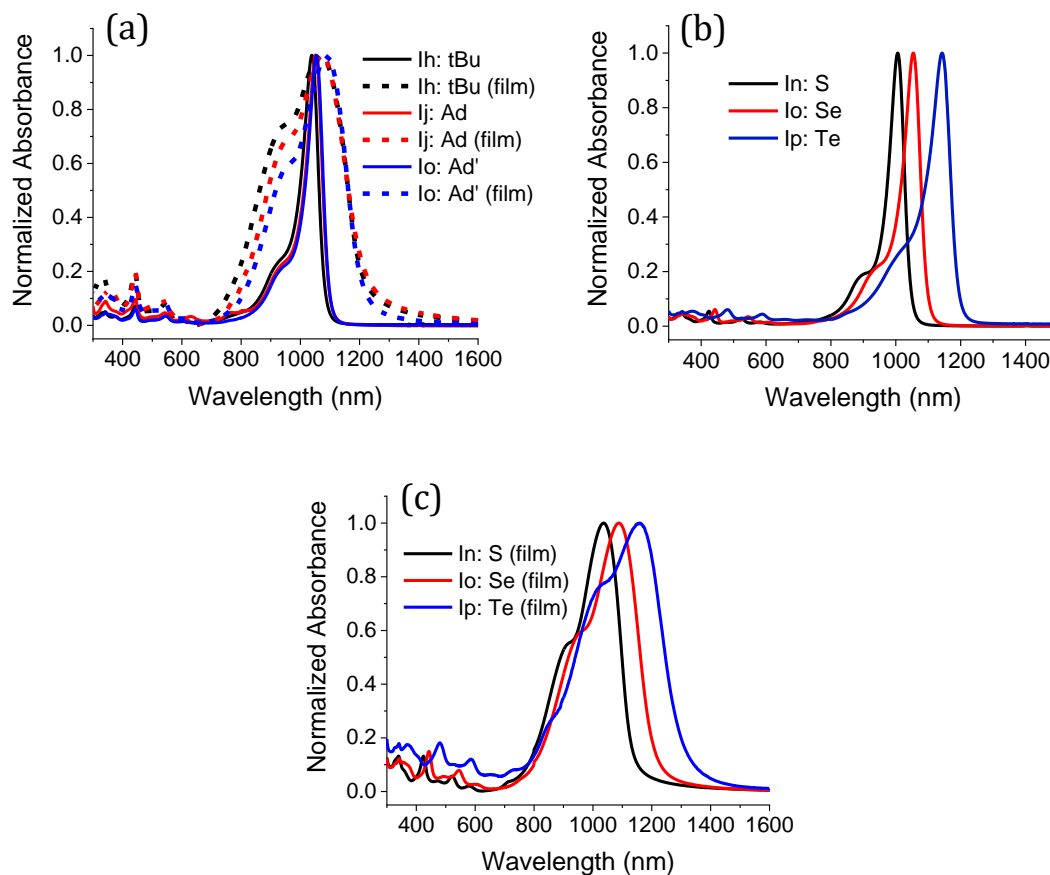 (a)
Ih: tBu
Ih: tBu (film)
Ij: Ad
Ij: Ad (film)
Io: Ad'
Io: Ad' (film)
Normalized Absorbance
1.0
0.8
0.6
0.4
0.2
0.0
400 600 800 1000 1200 1400 1600
Wavelength (nm)
(b)
In: S
Io: Se
Ip: Te
Normalized Absorbance
1.0
0.8
0.6
0.4
0.2
0.0
400 600 800 1000 1200 1400
Wavelength (nm)
(c)
In: S (film)
Io: Se (film)
Ip: Te (film)
Normalized Absorbance
1.0
0.8
0.6
0.4
0.2
0.0
400 600 800 1000 1200 1400 1600
Wavelength (nm)